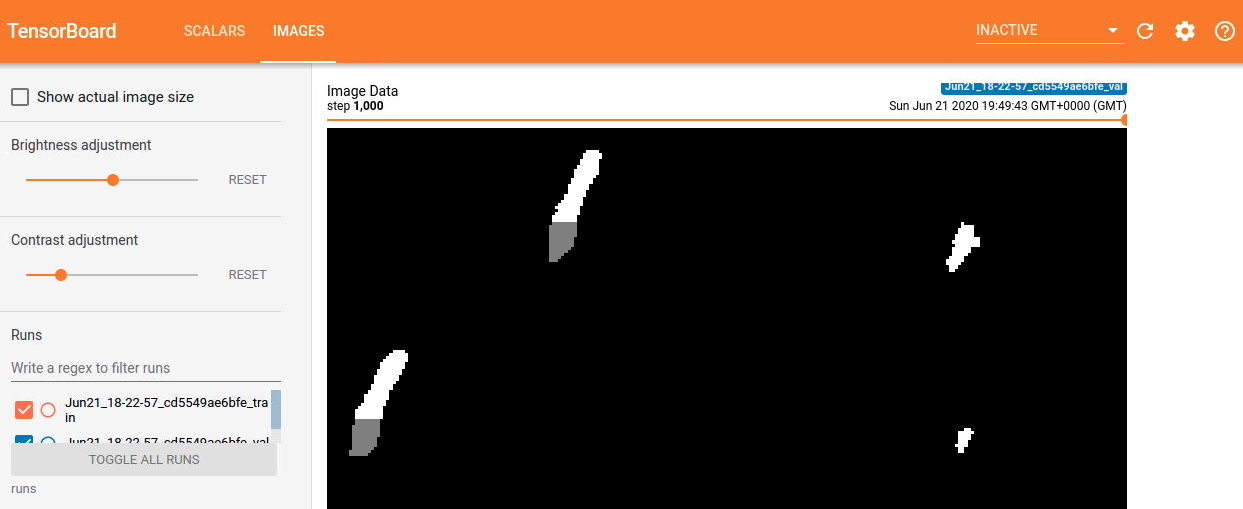 TensorBoard
SCALARS
IMAGES
INACTIVE
Show actual image size
Brightness adjustment
RESET
Contrast adjustment
RESET
Runs
Write a regex to filter runs
Jun21_18-22-57_cd5549ae6bfe_tra
in
Jun21_18-22-57_cd5549ae6bfe_val
TOGGLE ALL RUNS
runs
Image Data
step 1,000
Jun21_18-22-57_cd5549ae6bfe_val
Sun Jun 21 2020 19:49:43 GMT+0000 (GMT)